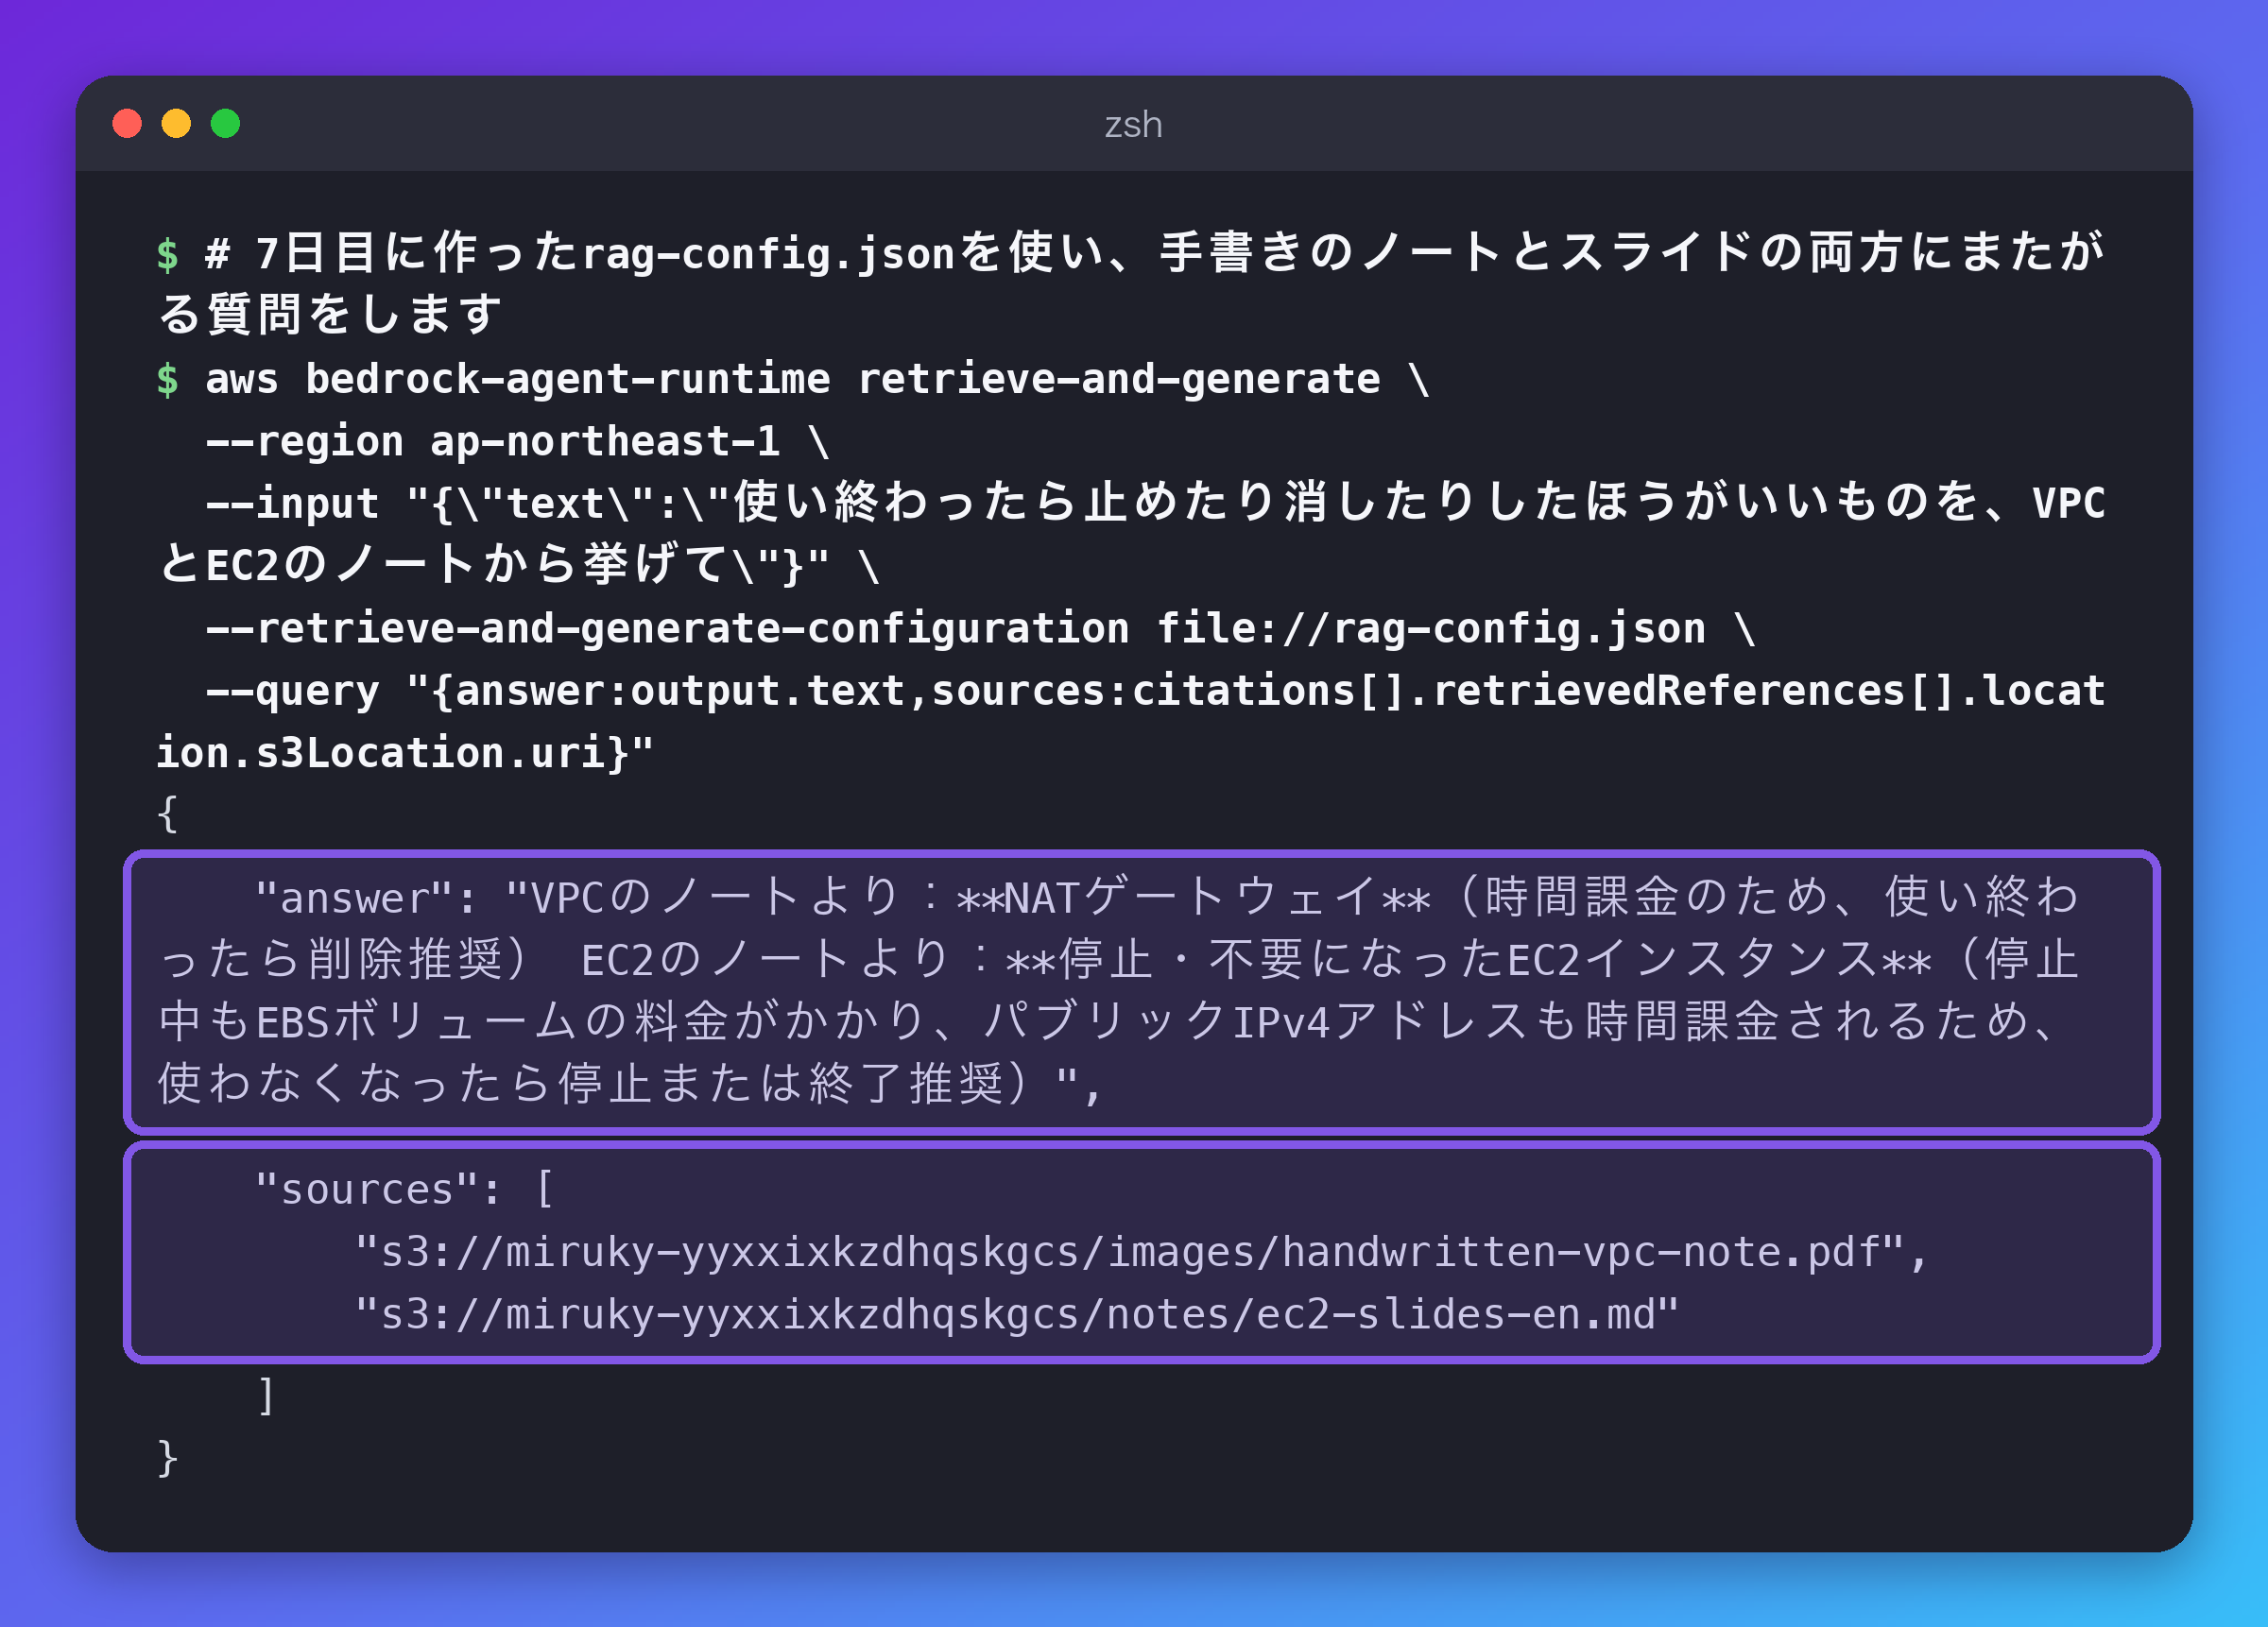 zsh
$ # 7日目に作ったrag-config.jsonを使い、手書きのノートとスライドの両方にまたが
る質問をします
$ aws bedrock-agent-runtime retrieve-and-generate \
  --region ap-northeast-1 \
  --input "{\"text\":\"使い終わったら止めたり消したりしたほうがいいものを、VPC
とEC2のノートから挙げて\"}" \
  --retrieve-and-generate-configuration file://rag-config.json \
  --query "{answer:output.text,sources:citations[].retrievedReferences[].locat
ion.s3Location.uri}"
{
    "answer": "VPCのノートより：**NATゲートウェイ**（時間課金のため、使い終わ
ったら削除推奨） EC2のノートより：**停止・不要になったEC2インスタンス**（停止
中もEBSボリュームの料金がかかり、パブリックIPv4アドレスも時間課金されるため、
使わなくなったら停止または終了推奨）",
    "sources": [
        "s3://miruky-yyxxixkzdhqskgcs/images/handwritten-vpc-note.pdf",
        "s3://miruky-yyxxixkzdhqskgcs/notes/ec2-slides-en.md"
    ]
}